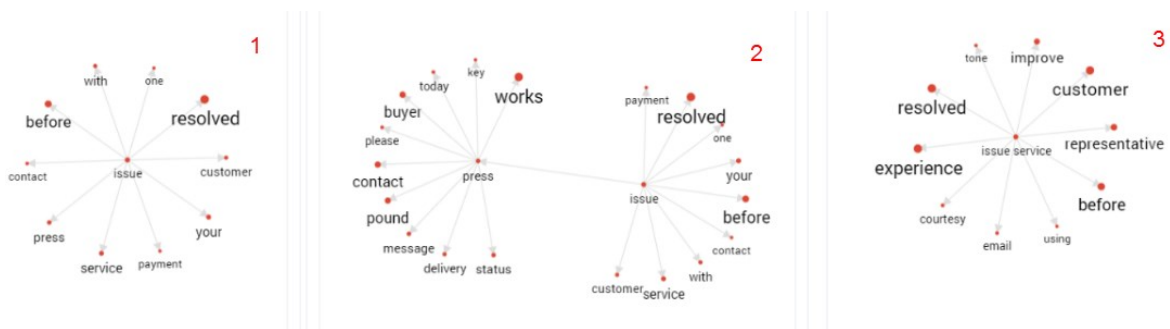 1
with
one
before
resolved
contact
issue
customer
press
your
service
payment
2
key
today
works
buyer
payment
resolved
please
one
contact
press
your
pound
issue
before
message
contact
delivery
status
with
customer
service
3
tone
improve
customer
resolved
representative
issue service
experience
before
courtesy
using
email